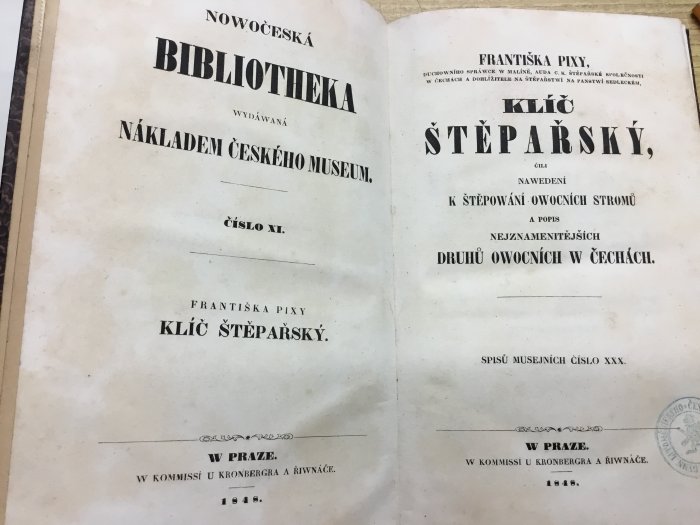 NOWOČESKÁ
BIBLIOTHEKA
WYDÁWANÁ
NÁKLADEM ČESKÉHO MUSEUM.
ČÍSLO XI.
FRANTIŠKA PIXY
KLÍČ ŠTĚPAŘSKÝ.
W PRAZE.
W KOMMISSÍ U KRONBERGRA A ŘIWNÁČE.
1848.
FRANTIŠKA PIXY,
DUCHOWNÍHO SPRÁWCE W MALÍNĚ, AUDA C. K. ŠTĚPAŘSKÉ SPOLEČNOSTI
W ČECHÁCH A DOHLÍŽITELE NA ŠTĚPAŘSTWÍ NA PANSTWÍ SEDLECKÉM,
KLÍČ
ŠTĚPAŘSKÝ,
ČILI
NAWEDENÍ
K ŠTĚPOWÁNÍ OWOCNÍCH STROMŮ
A POPIS
NEJZNAMENITĚJŠÍCH
DRUHŮ OWOCNÍCH W ČECHÁCH.
SPISŮ MUSEJNÍCH ČÍSLO XXX.
W PRAZE.
W KOMMISSÍ U KRONBERGRA A ŘIWNÁČE.
1848.